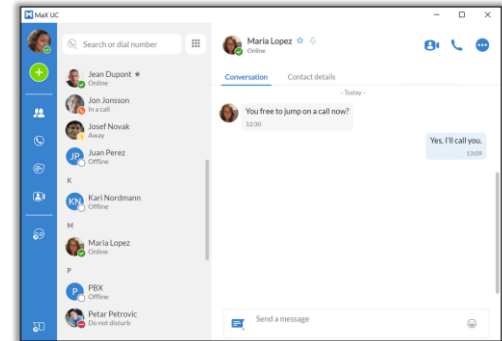 MaX UC
Search or dial number
Jean Dupont ★
Online
Jon Jonsson
In a call
Josef Novak
Away
JP
Juan Perez
Offline
K
KN
Kari Nordmann
Offline
M
Maria Lopez
Online
P
P
PBX
Offline
Petar Petrovic
Do not disturb
Maria Lopez
Online
Conversation
Contact details
- Today -
You free to jump on a call now?
12:30
Yes, I'll call you.
13:09
Send a message